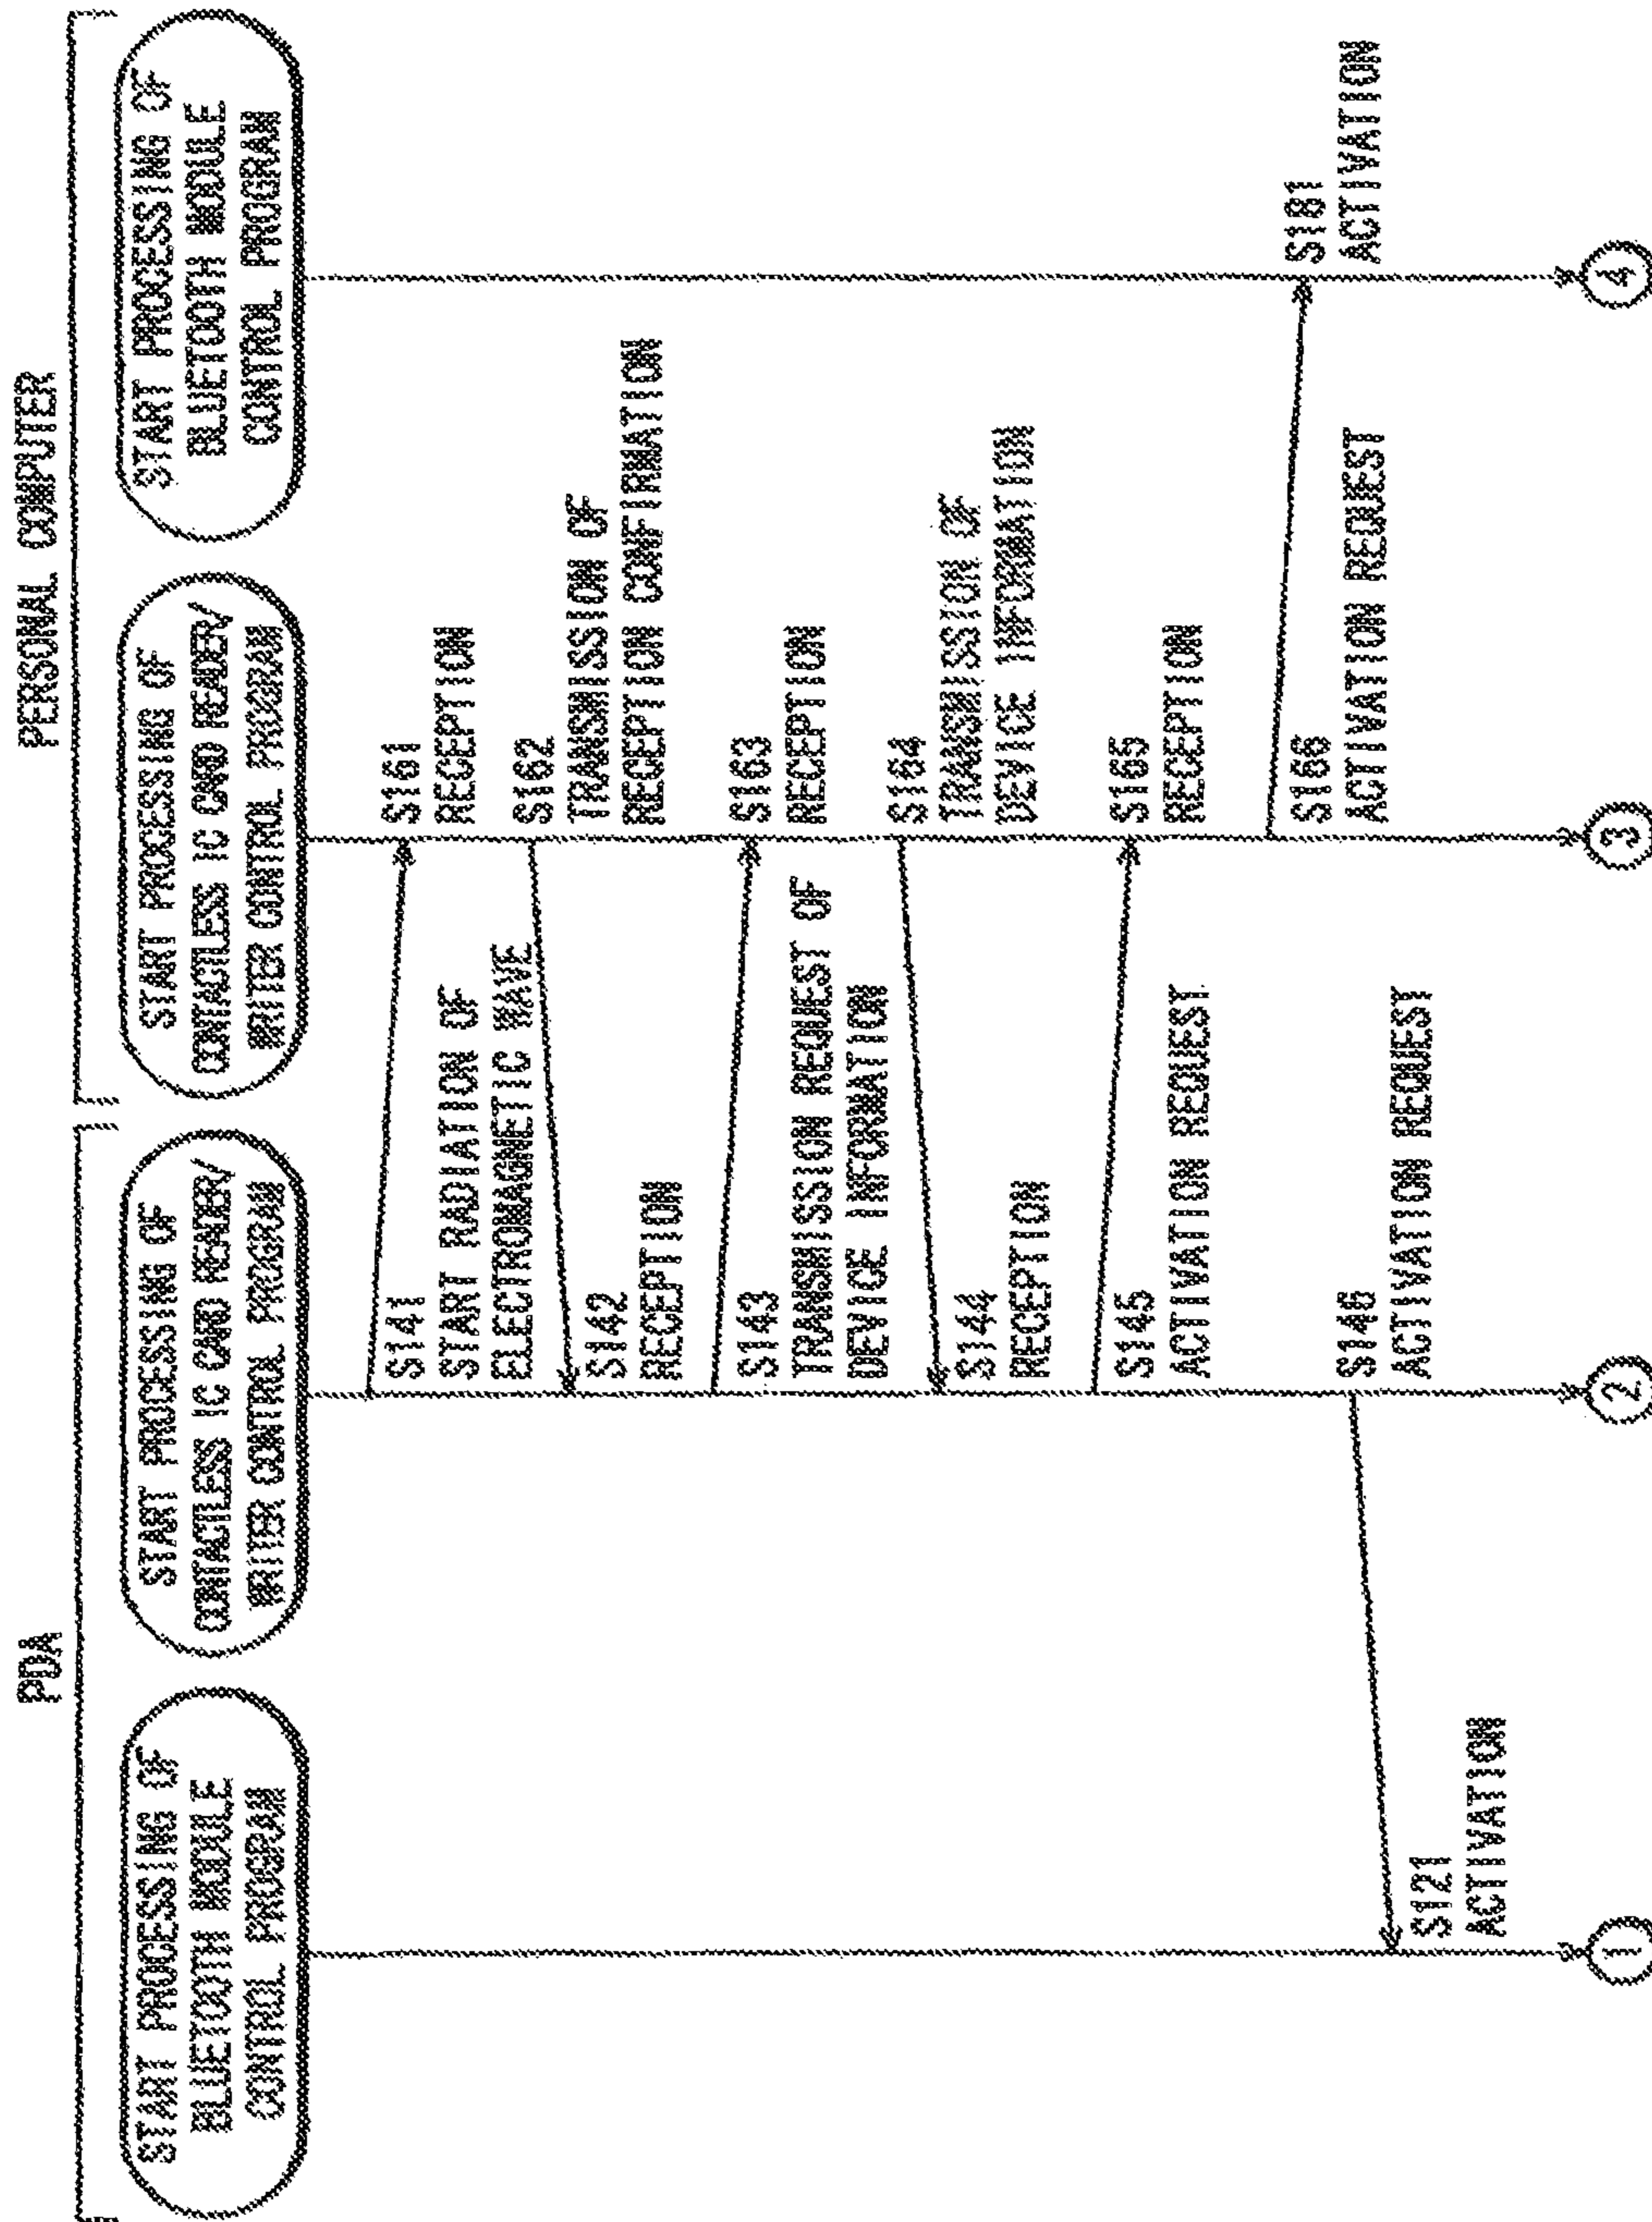 PDA
PERSONAL COMPUTER
START PROCESSING OF
BLUETOOTH MODULE
CONTROL PROGRAM
START PROCESSING OF
CONTACTLESS IC CARD READER/
WRITER CONTROL PROGRAM
START PROCESSING OF
CONTACTLESS IC CARD READER/
WRITER CONTROL PROGRAM
START PROCESSING OF
BLUETOOTH MODULE
CONTROL PROGRAM
S141
START RADIATION OF
ELECTROMAGNETIC WAVE
S161
RECEPTION
S162
TRANSMISSION OF
RECEPTION CONFIRMATION
S142
RECEPTION
S143
TRANSMISSION REQUEST OF
DEVICE INFORMATION
S163
RECEPTION
S164
TRANSMISSION OF
DEVICE INFORMATION
S144
RECEPTION
S145
ACTIVATION REQUEST
S165
RECEPTION
S166
ACTIVATION REQUEST
S181
ACTIVATION
S146
ACTIVATION REQUEST
S121
ACTIVATION
1
2
3
4